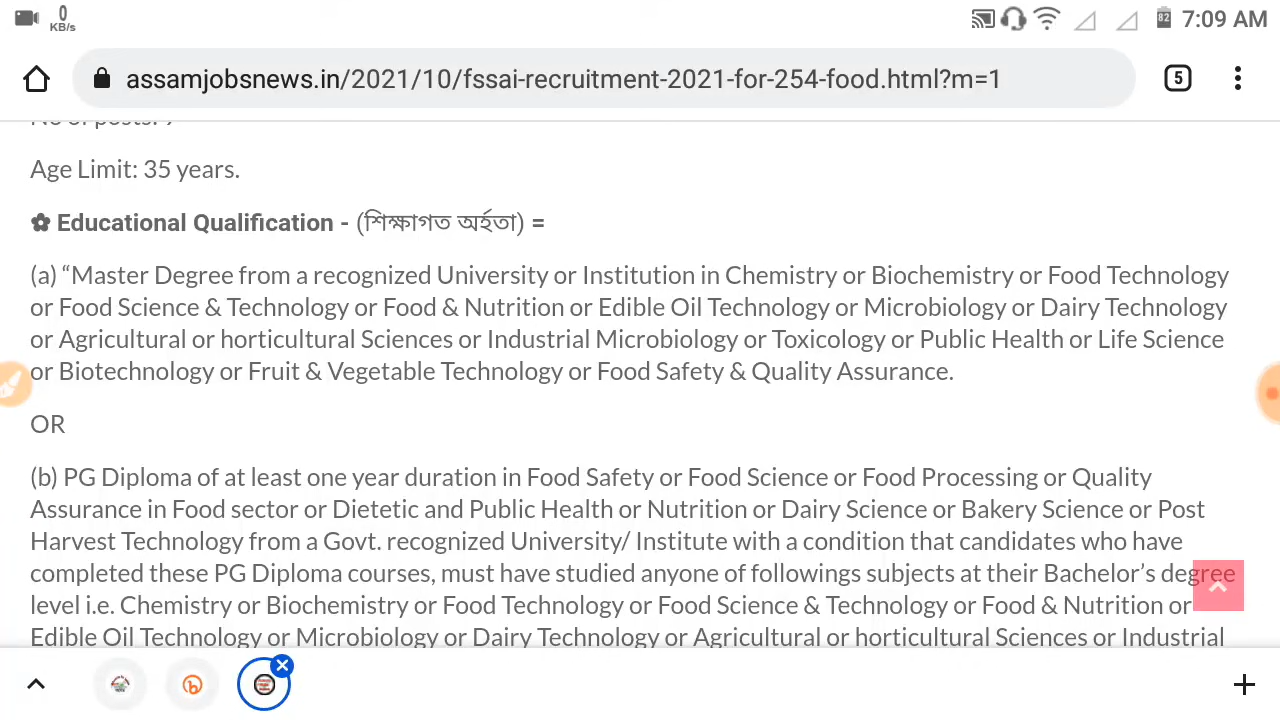 0
KB/s
82
7:09 AM
assamjobsnews.in/2021/10/fssai-recruitment-2021-for-254-food.html?m=1
5
No of posts: 9
Age Limit: 35 years.
✿ Educational Qualification - (শিক্ষাগত অৰ্হতা) =
(a) “Master Degree from a recognized University or Institution in Chemistry or Biochemistry or Food Technology
or Food Science & Technology or Food & Nutrition or Edible Oil Technology or Microbiology or Dairy Technology
or Agricultural or horticultural Sciences or Industrial Microbiology or Toxicology or Public Health or Life Science
or Biotechnology or Fruit & Vegetable Technology or Food Safety & Quality Assurance.
OR
(b) PG Diploma of at least one year duration in Food Safety or Food Science or Food Processing or Quality
Assurance in Food sector or Dietetic and Public Health or Nutrition or Dairy Science or Bakery Science or Post
Harvest Technology from a Govt. recognized University/ Institute with a condition that candidates who have
completed these PG Diploma courses, must have studied anyone of followings subjects at their Bachelor’s degree
level i.e. Chemistry or Biochemistry or Food Technology or Food Science & Technology or Food & Nutrition or
Edible Oil Technology or Microbiology or Dairy Technology or Agricultural or horticultural Sciences or Industrial